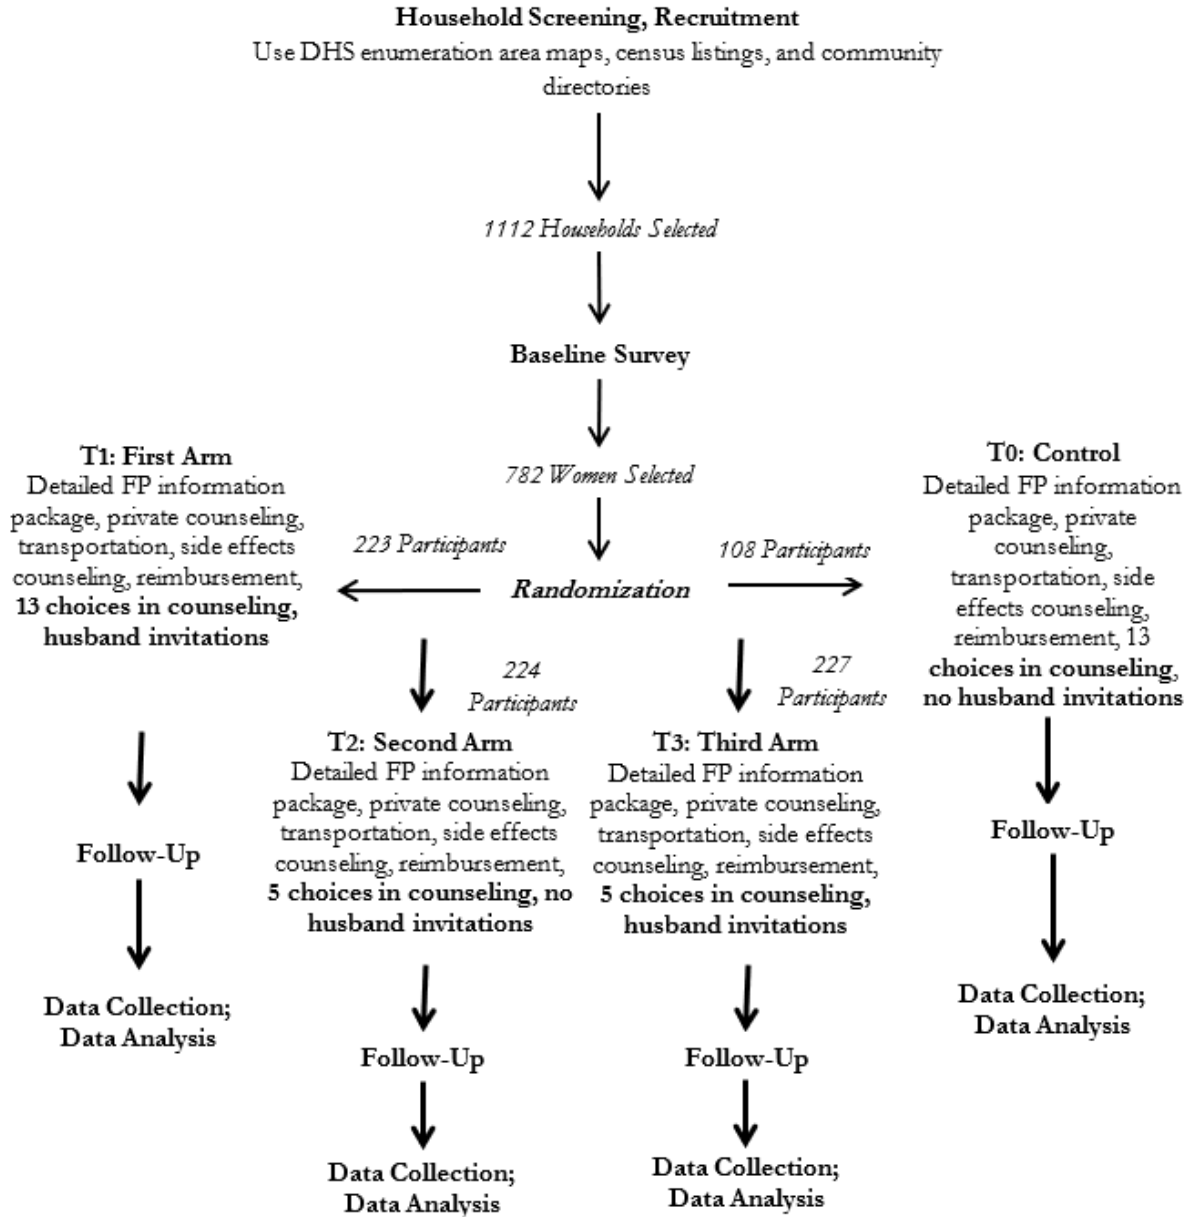 Household Screening, Recruitment
Use DHS enumeration area maps, census listings, and community
directories
1112 Households Selected
Baseline Survey
782 Women Selected
Randomization
223 Participants
T1: First Arm
Detailed FP information
package, private counseling,
transportation, side effects
counseling, reimbursement,
13 choices in counseling,
husband invitations
Follow-Up
Data Collection;
Data Analysis
224
Participants
T2: Second Arm
Detailed FP information
package, private counseling,
transportation, side effects
counseling, reimbursement,
5 choices in counseling, no
husband invitations
Follow-Up
Data Collection;
Data Analysis
227
Participants
T3: Third Arm
Detailed FP information
package, private counseling,
transportation, side effects
counseling, reimbursement,
5 choices in counseling,
husband invitations
Follow-Up
Data Collection;
Data Analysis
108 Participants
T0: Control
Detailed FP information
package, private
counseling,
transportation, side
effects counseling,
reimbursement, 13
choices in counseling,
no husband invitations
Follow-Up
Data Collection;
Data Analysis